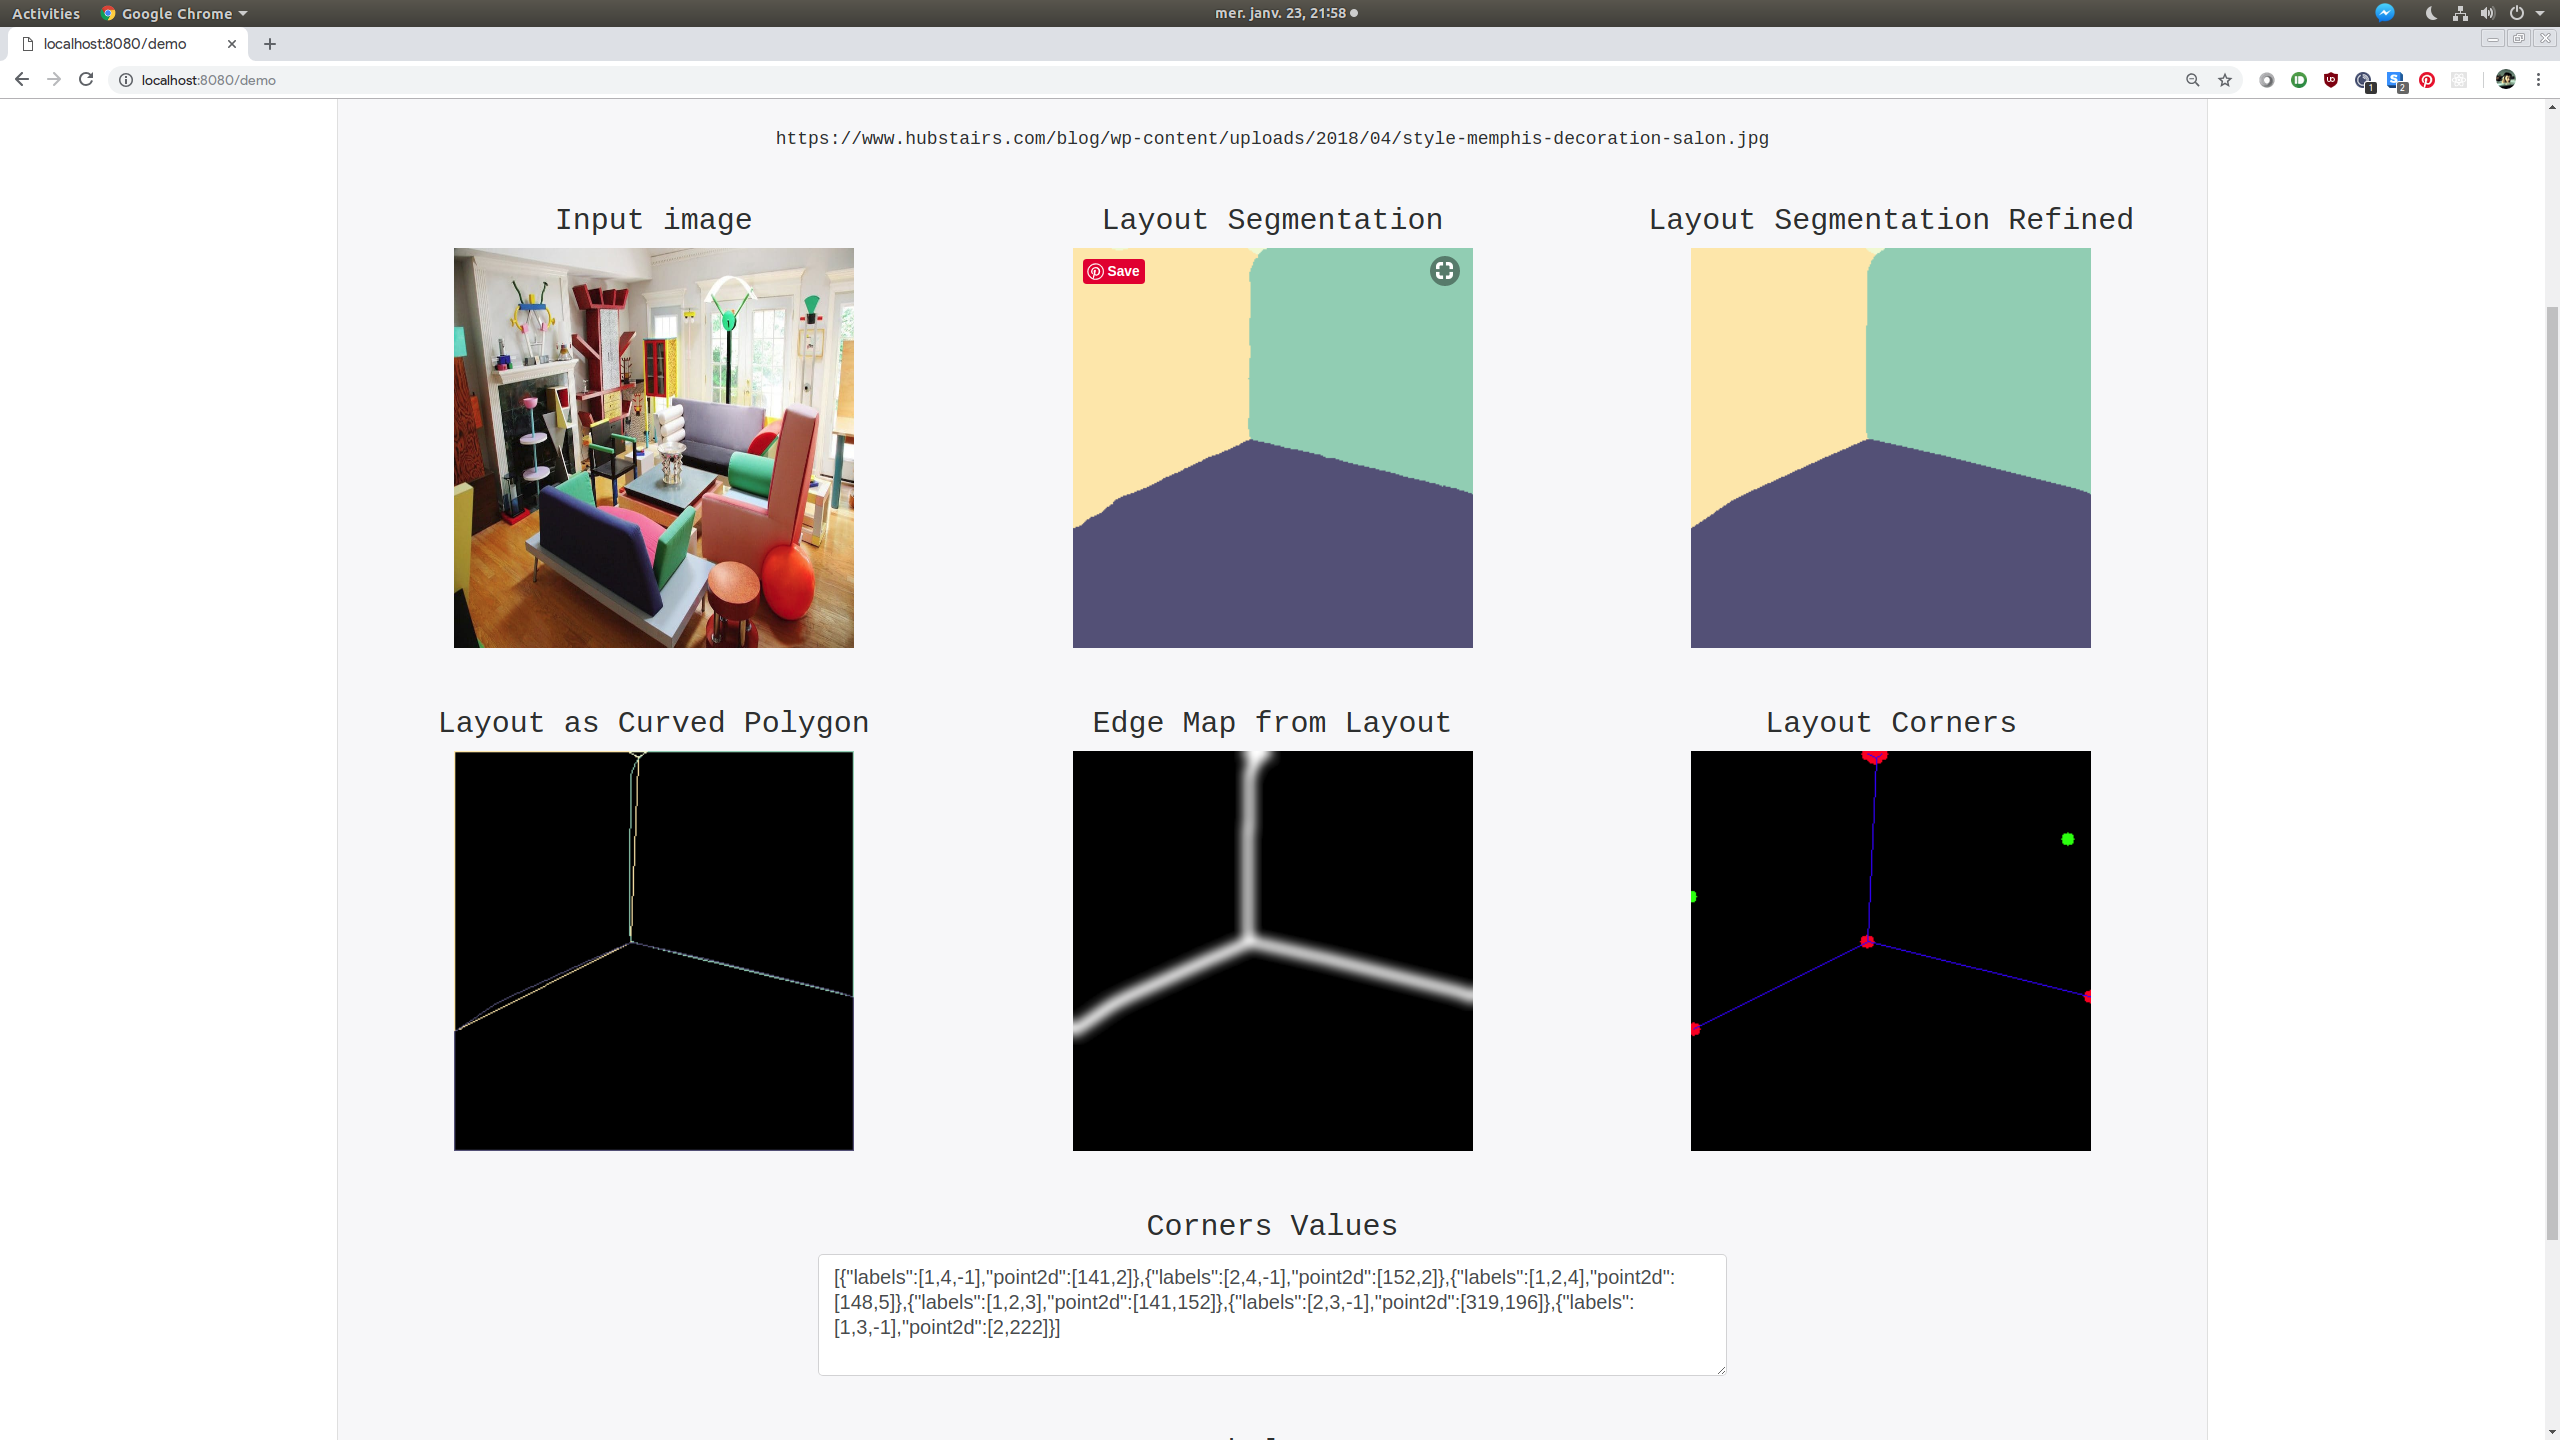 Activities Google Chrome mer. janv. 23, 21:58
localhost:8080/demo
localhost:8080/demo 1 2
https://www.hubstairs.com/blog/wp-content/uploads/2018/04/style-memphis-decoration-salon.jpg
Input image Layout Segmentation Layout Segmentation Refined
Save
Layout as Curved Polygon Edge Map from Layout Layout Corners
Corners Values
[{"labels":[1,4,-1],"point2d":[141,2]},{"labels":[2,4,-1],"point2d":[152,2]},{"labels":[1,2,4],"point2d":
[148,5]},{"labels":[1,2,3],"point2d":[141,152]},{"labels":[2,3,-1],"point2d":[319,196]},{"labels":
[1,3,-1],"point2d":[2,222]}]